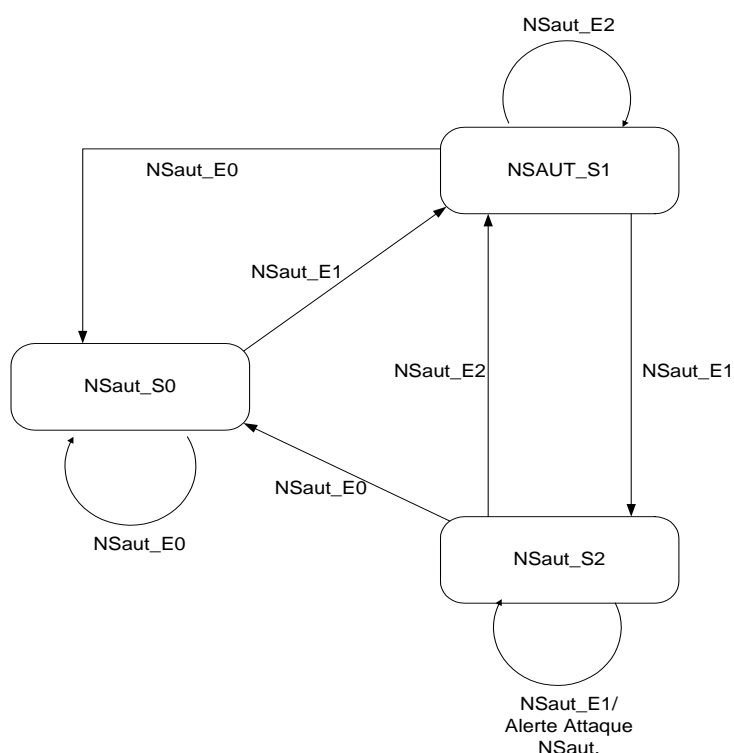 NSaut_E2
NSAUT_S1
NSaut_E0
NSaut_E1
NSaut_S0
NSaut_E2
NSaut_E1
NSaut_E0
NSaut_E0
NSaut_S2
NSaut_E1/
Alerte Attaque
NSaut.